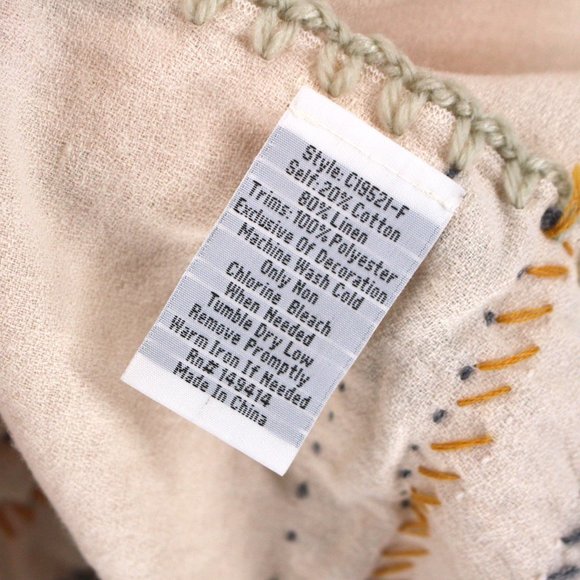 Style: C19521-F
Self: 20% Cotton
80% Linen
Trims: 100% Polyester
Exclusive Of Decoration
Machine Wash Cold
Only Non
Chlorine Bleach
When Needed
Tumble Dry Low
Remove Promptly
Warm Iron If Needed
Rn# 149414
Made In China